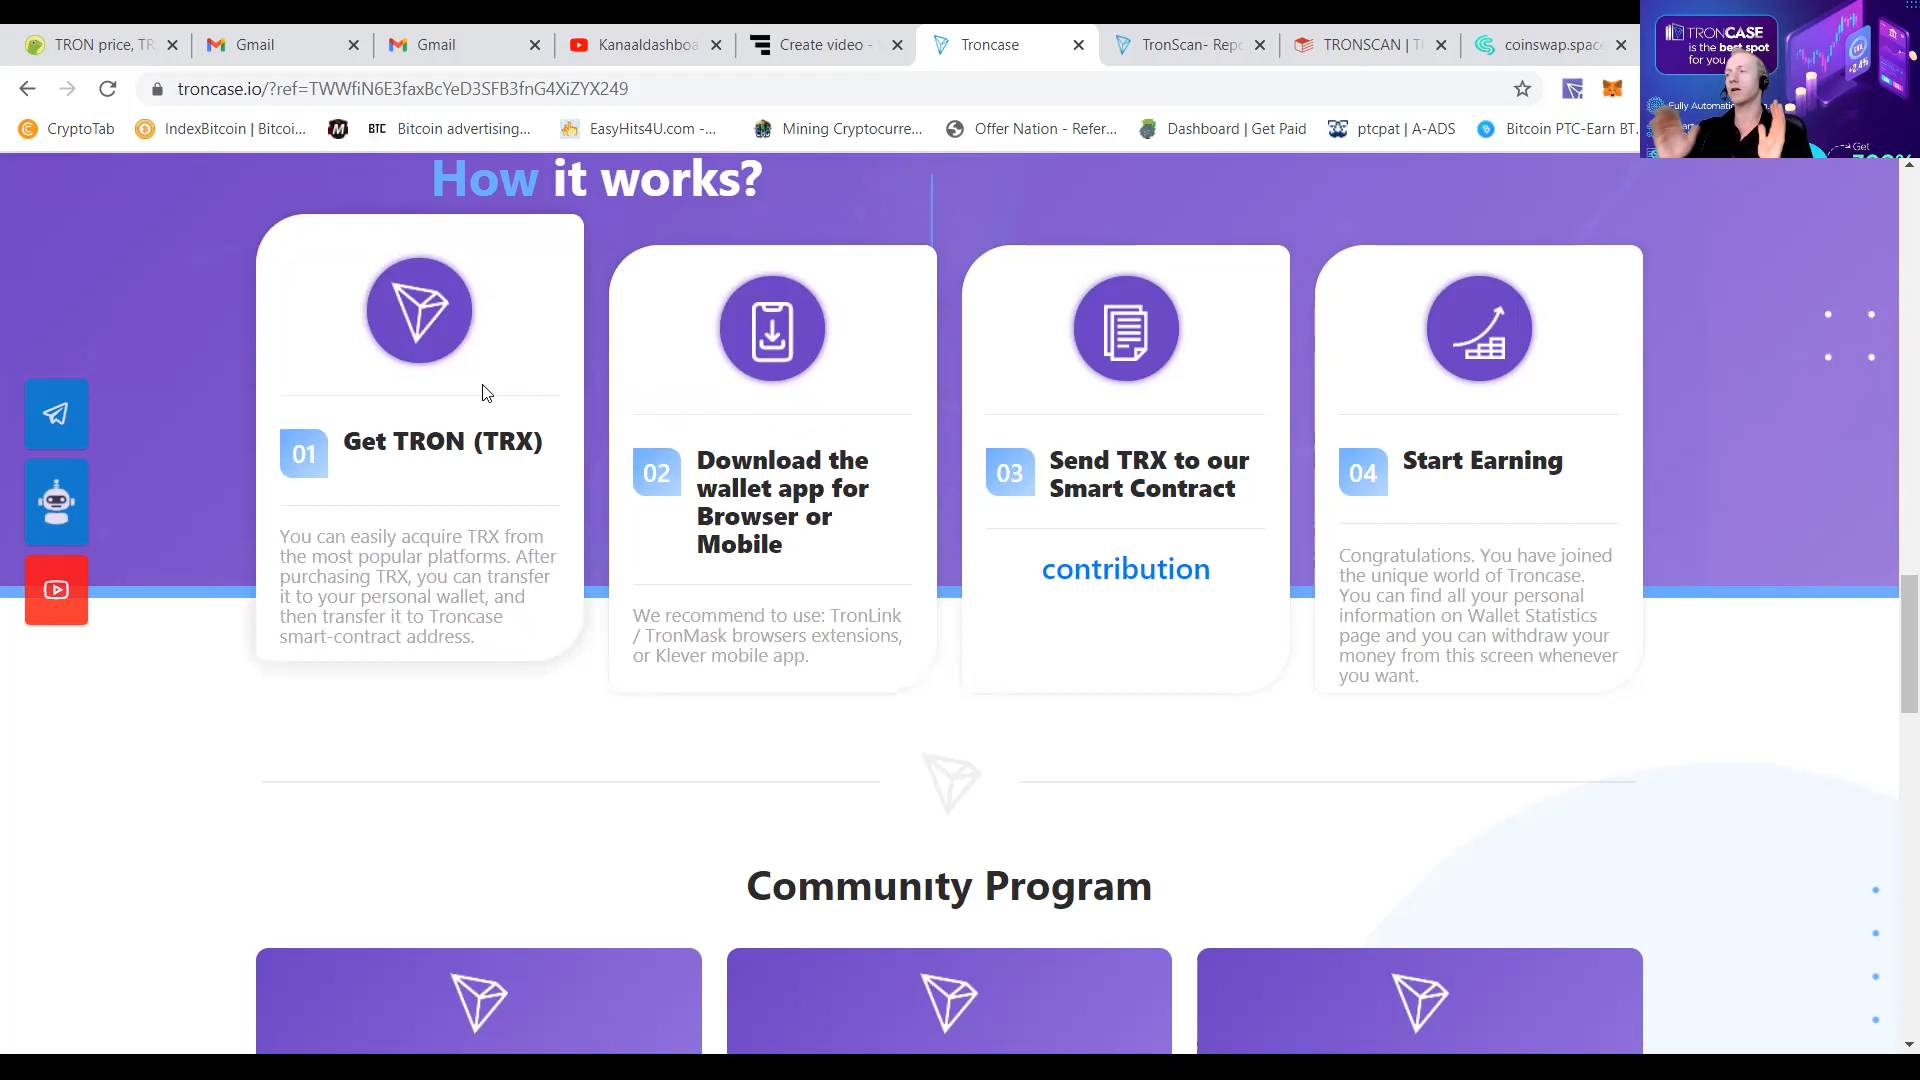 TRON price, TR
Gmail
Gmail
Kanaaldashboa
Create video -
Troncase
TronScan- Repo
TRONSCAN | T
coinswap.space
troncase.io/?ref=TWWfiN6E3faxBcYeD3SFB3fnG4XiZYX249
CryptoTab
IndexBitcoin | Bitcoi...
BTC Bitcoin advertising...
EasyHits4U.com -...
Mining Cryptocurre...
Offer Nation - Refer...
Dashboard | Get Paid
ptcpat | A-ADS
Bitcoin PTC-Earn BT
TRONCASE
is the best spot
for you
Fully Automati
Get
How it works?
01
Get TRON (TRX)
You can easily acquire TRX from
the most popular platforms. After
purchasing TRX, you can transfer
it to your personal wallet, and
then transfer it to Troncase
smart-contract address.
02
Download the
wallet app for
Browser or
Mobile
We recommend to use: TronLink
/ TronMask browsers extensions,
or Klever mobile app.
03
Send TRX to our
Smart Contract
contribution
04
Start Earning
Congratulations. You have joined
the unique world of Troncase.
You can find all your personal
information on Wallet Statistics
page and you can withdraw your
money from this screen whenever
you want.
Communıty Program